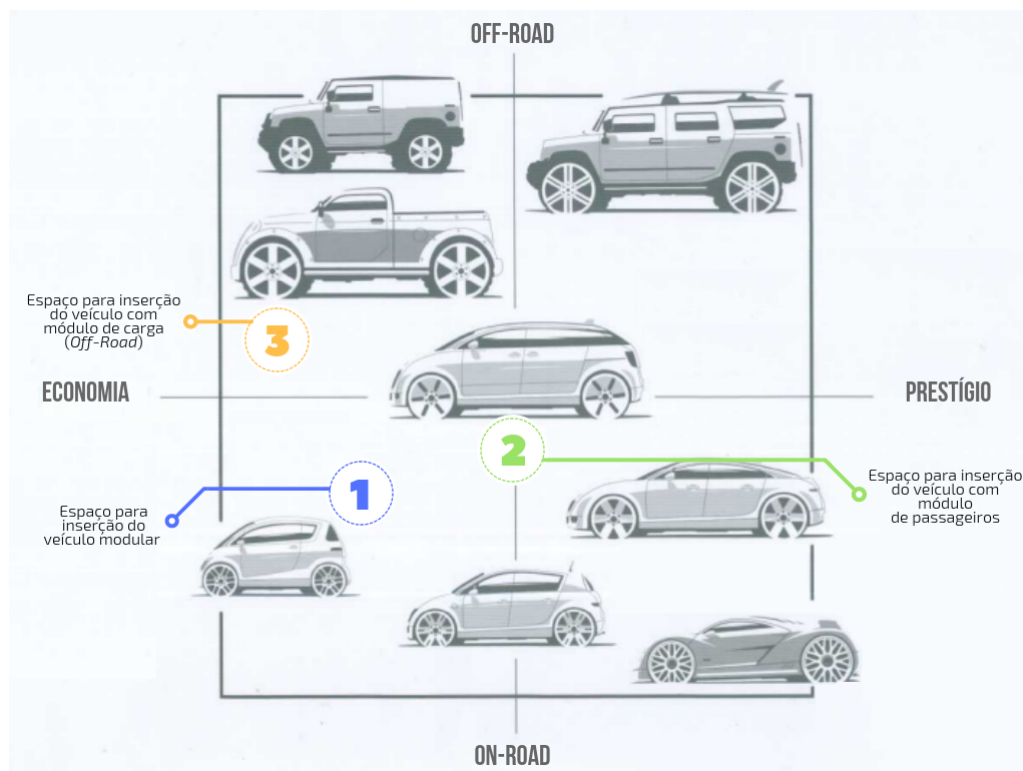 OFF-ROAD
Espaço para inserção
do veículo com
módulo de carga
(Off-Road)
3
ECONOMIA
PRESTÍGIO
2
1
Espaço para inserção
do veículo com
módulo
de passageiros
Espaço para
inserção do
veículo modular
ON-ROAD